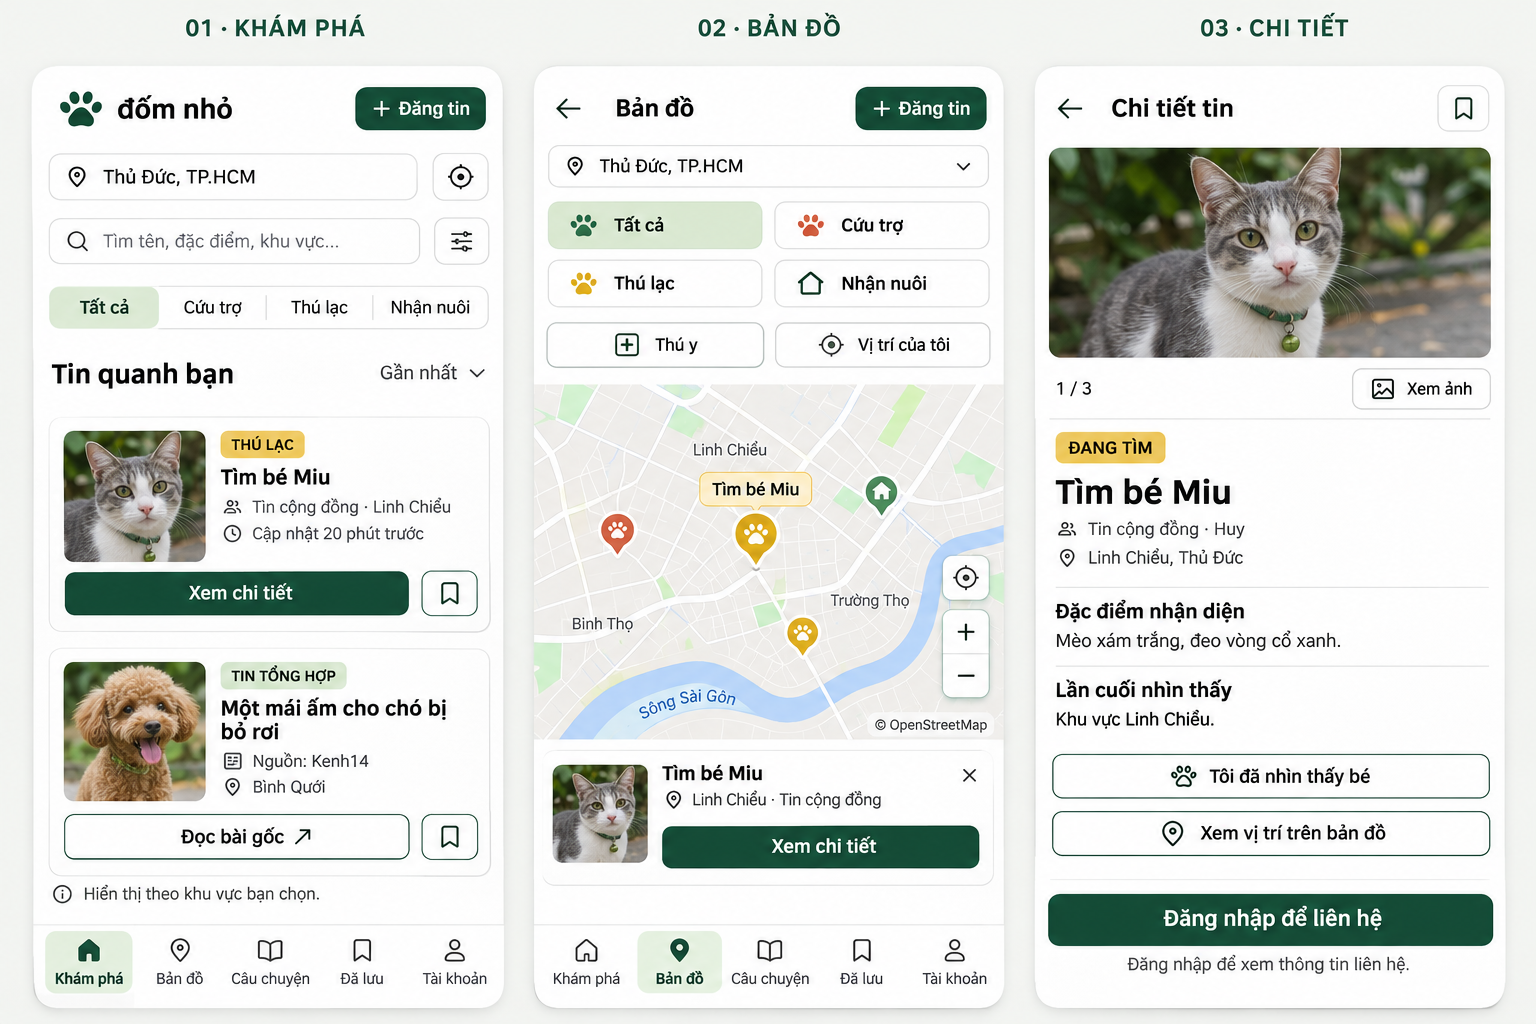 01 · KHÁM PHÁ
đốm nhỏ
+ Đăng tin
Thủ Đức, TP.HCM
Tìm tên, đặc điểm, khu vực...
Tất cả
Cứu trợ
Thú lạc
Nhận nuôi
Tin quanh bạn
Gần nhất
THÚ LẠC
Tìm bé Miu
Tin cộng đồng · Linh Chiểu
Cập nhật 20 phút trước
Xem chi tiết
TIN TỔNG HỢP
Một mái ấm cho chó bị
bỏ rơi
Nguồn: Kenh14
Bình Quới
Đọc bài gốc ↗
Hiển thị theo khu vực bạn chọn.
Khám phá
Bản đồ
Câu chuyện
Đã lưu
Tài khoản
02 · BẢN ĐỒ
Bản đồ
+ Đăng tin
Thủ Đức, TP.HCM
Tất cả
Cứu trợ
Thú lạc
Nhận nuôi
Thú y
Vị trí của tôi
Linh Chiểu
Tìm bé Miu
Trường Thọ
Bình Thọ
Sông Sài Gòn
© OpenStreetMap
Tìm bé Miu
Linh Chiểu · Tin cộng đồng
Xem chi tiết
Khám phá
Bản đồ
Câu chuyện
Đã lưu
Tài khoản
03 · CHI TIẾT
Chi tiết tin
1 / 3
Xem ảnh
ĐANG TÌM
Tìm bé Miu
Tin cộng đồng · Huy
Linh Chiểu, Thủ Đức
Đặc điểm nhận diện
Mèo xám trắng, đeo vòng cổ xanh.
Lần cuối nhìn thấy
Khu vực Linh Chiểu.
Tôi đã nhìn thấy bé
Xem vị trí trên bản đồ
Đăng nhập để liên hệ
Đăng nhập để xem thông tin liên hệ.